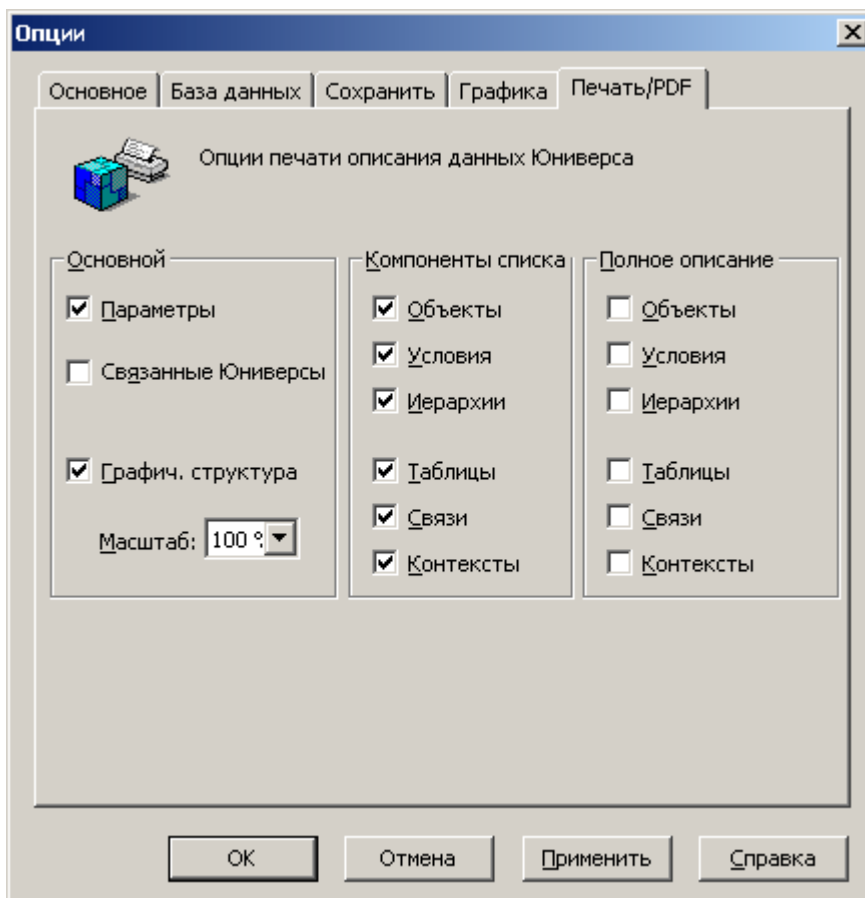 Опции
Основное База данных Сохранить Графика Печать/PDF
Опции печати описания данных Юниверса
Основной
Параметры
Связанные Юниверсы
Графич. структура
Масштаб: 100 %
Компоненты списка
Объекты
Условия
Иерархии
Таблицы
Связи
Контексты
Полное описание
Объекты
Условия
Иерархии
Таблицы
Связи
Контексты
OK Отмена Применить Справка